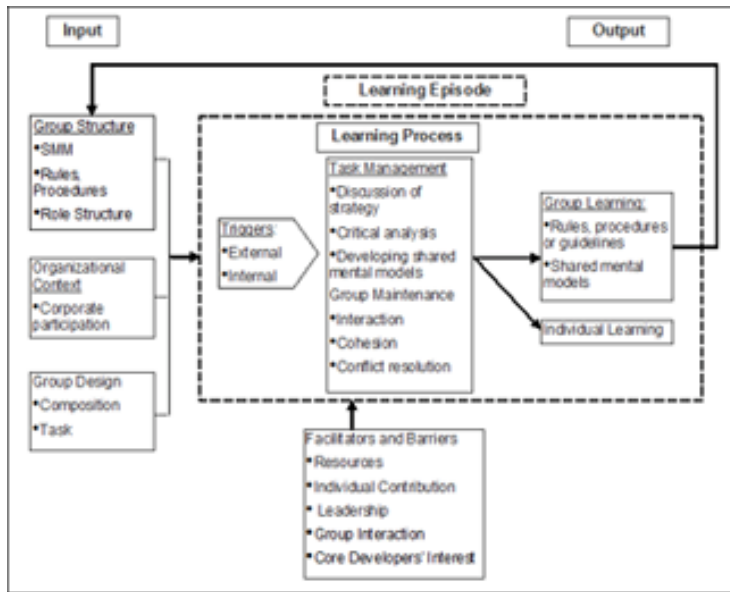 Input
Output
Learning Episode
Group Structure
•SMM
•Rules,
Procedures
•Role Structure
Organizational
Context
•Corporate
participation
Group Design
•Composition
•Task
Learning Process
Triggers:
•External
•Internal
Task Management
•Discussion of
strategy
•Critical analysis
•Developing shared
mental models
Group Maintenance
•Interaction
•Cohesion
•Conflict resolution
Group Learning:
•Rules, procedures
or guidelines
•Shared mental
models
Individual Learning
Facilitators and Barriers
•Resources
•Individual Contribution
•Leadership
•Group Interaction
•Core Developers' Interest